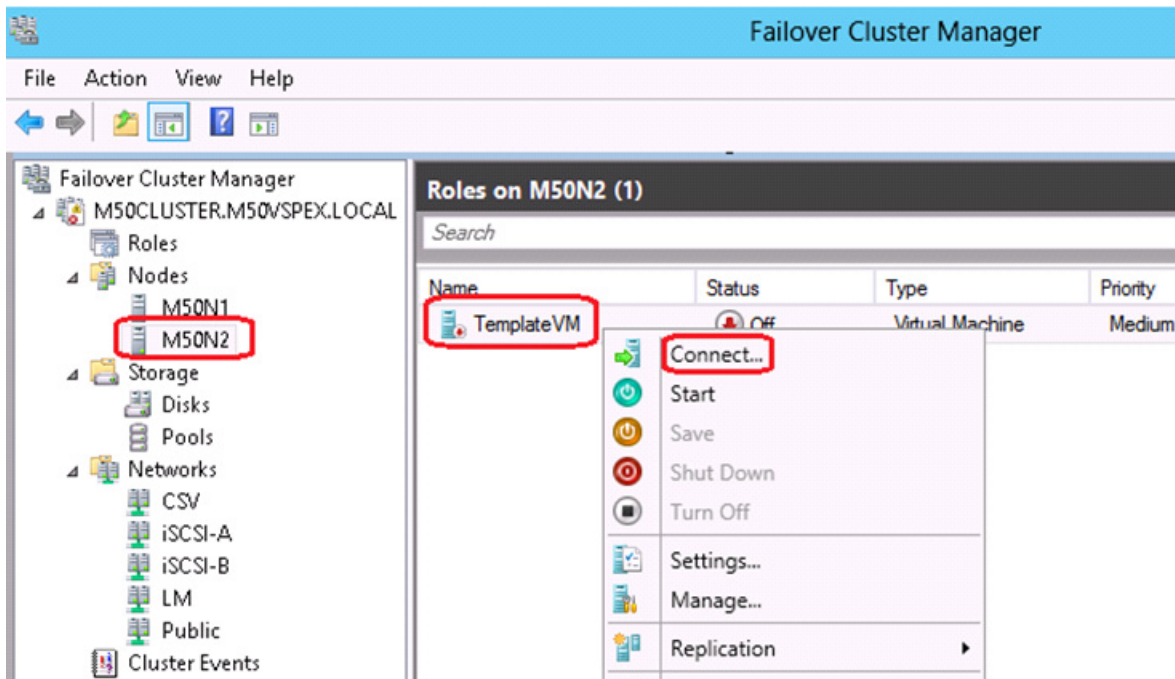 Failover Cluster Manager
File Action View Help
Failover Cluster Manager
M50CLUSTER.M50VSPEX.LOCAL
Roles
Nodes
M50N1
M50N2
Storage
Disks
Pools
Networks
CSV
iSCSI-A
iSCSI-B
LM
Public
Cluster Events
Roles on M50N2 (1)
Search
Name Status Type Priority
TemplateVM Off Virtual Machine Medium
Connect...
Start
Save
Shut Down
Turn Off
Settings...
Manage...
Replication